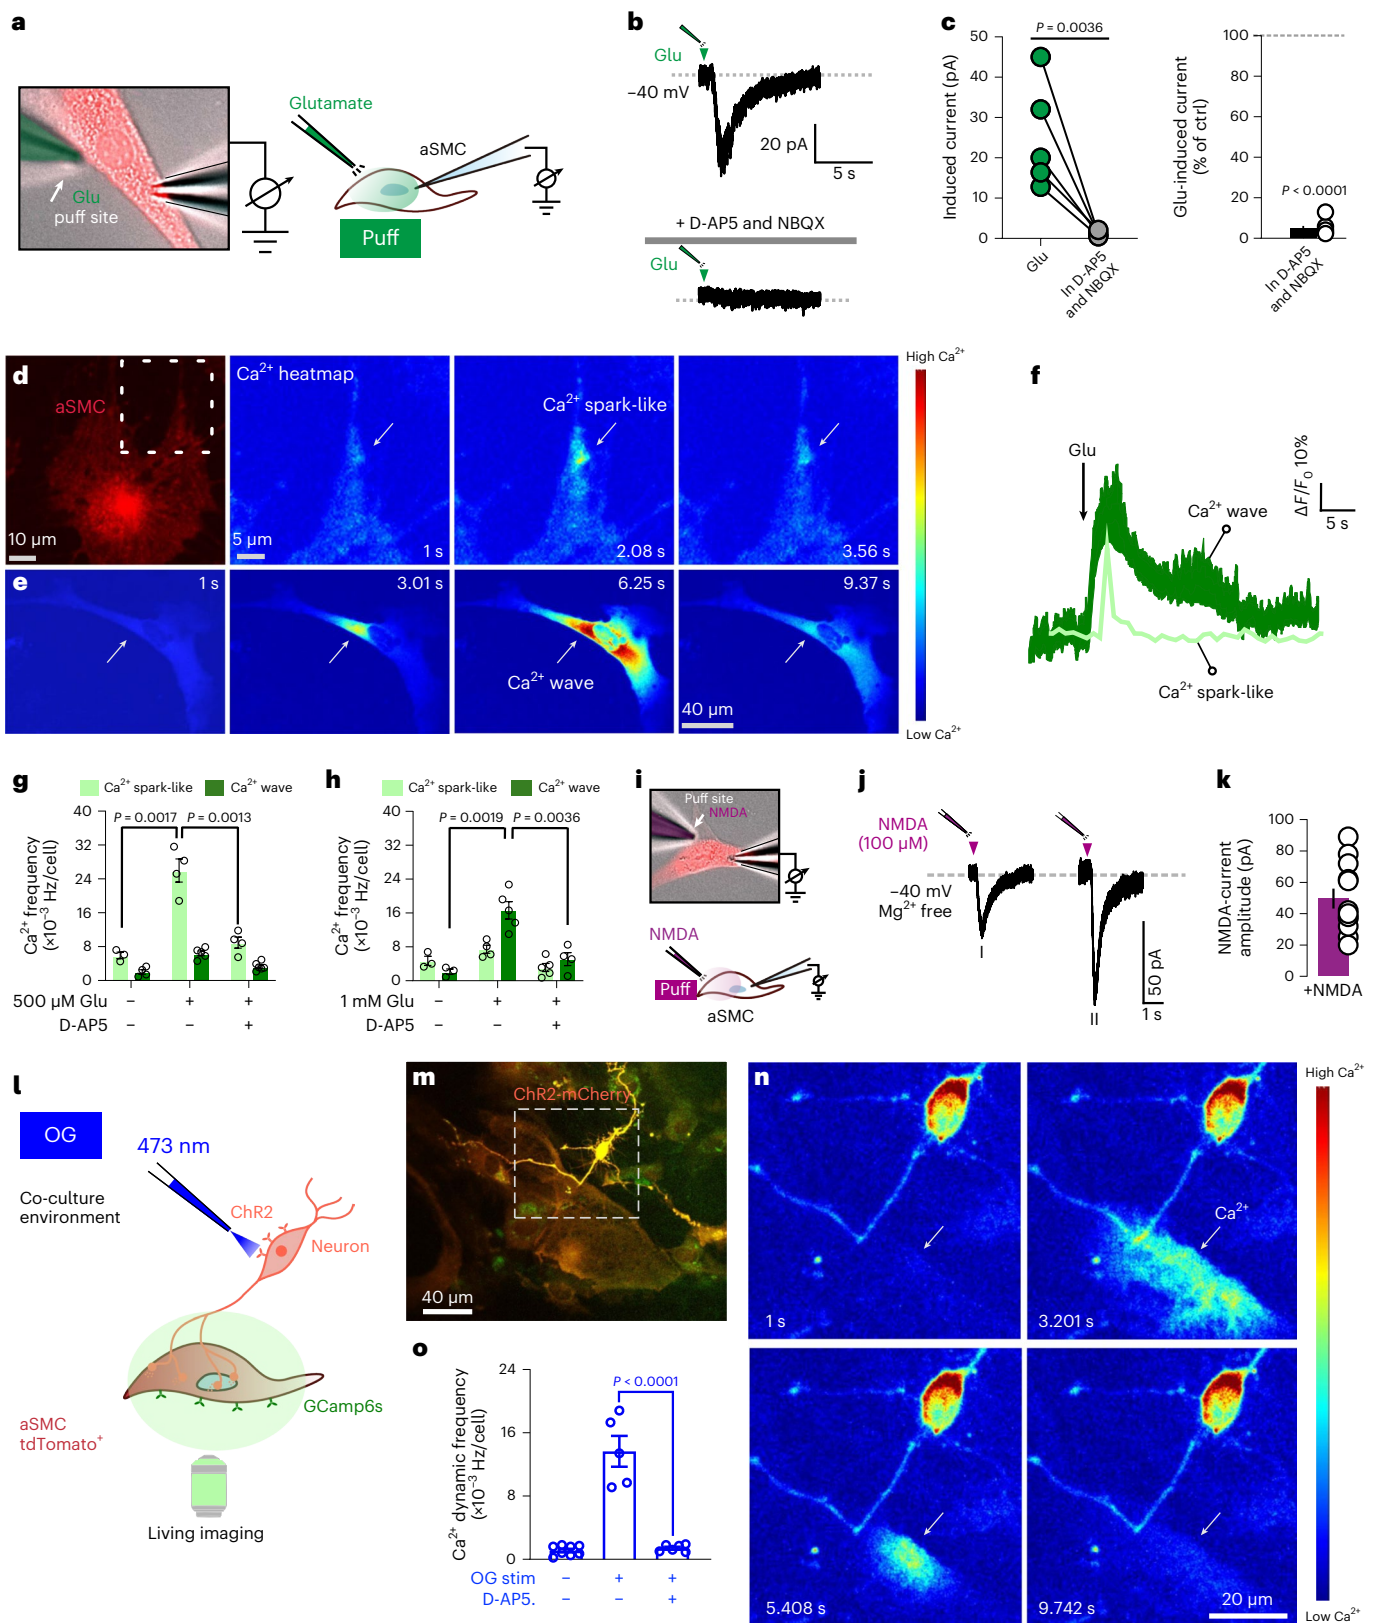 a
Glu
puff site
Glutamate
aSMC
Puff
b
Glu
−40 mV
20 pA
5 s
+ D-AP5 and NBQX
Glu
c
P = 0.0036
Induced current (pA)
50
40
30
20
10
0
Glu
In D-AP5
and NBQX
Glu-induced current
(% of ctrl)
100
80
60
40
20
0
P < 0.0001
In D-AP5
and NBQX
d
aSMC
10 μm
Ca²⁺ heatmap
5 μm
1 s
Ca²⁺ spark-like
2.08 s
3.56 s
High Ca²⁺
Low Ca²⁺
e
1 s
3.01 s
6.25 s
Ca²⁺ wave
9.37 s
40 μm
f
Glu
Ca²⁺ wave
Ca²⁺ spark-like
ΔF/F₀ 10%
5 s
g
Ca²⁺ spark-like
Ca²⁺ wave
P = 0.0017
P = 0.0013
Ca²⁺ frequency
(×10⁻³ Hz/cell)
40
32
24
16
8
0
500 μM Glu − + +
D-AP5 − − +
h
Ca²⁺ spark-like
Ca²⁺ wave
P = 0.0019
P = 0.0036
Ca²⁺ frequency
(×10⁻³ Hz/cell)
40
32
24
16
8
0
1 mM Glu − + +
D-AP5 − − +
i
Puff site
NMDA
NMDA
Puff
aSMC
j
NMDA
(100 μM)
−40 mV
Mg²⁺ free
I
II
50 pA
1 s
k
NMDA-current
amplitude (pA)
100
80
60
40
20
0
+NMDA
l
OG
473 nm
Co-culture
environment
ChR2
Neuron
GCamp6s
aSMC
tdTomato⁺
Living imaging
m
ChR2-mCherry
40 μm
n
1 s
Ca²⁺
3.201 s
5.408 s
9.742 s
20 μm
High Ca²⁺
Low Ca²⁺
o
P < 0.0001
Ca²⁺ dynamic frequency
(×10⁻³ Hz/cell)
24
16
8
0
OG stim − + +
D-AP5. − − +